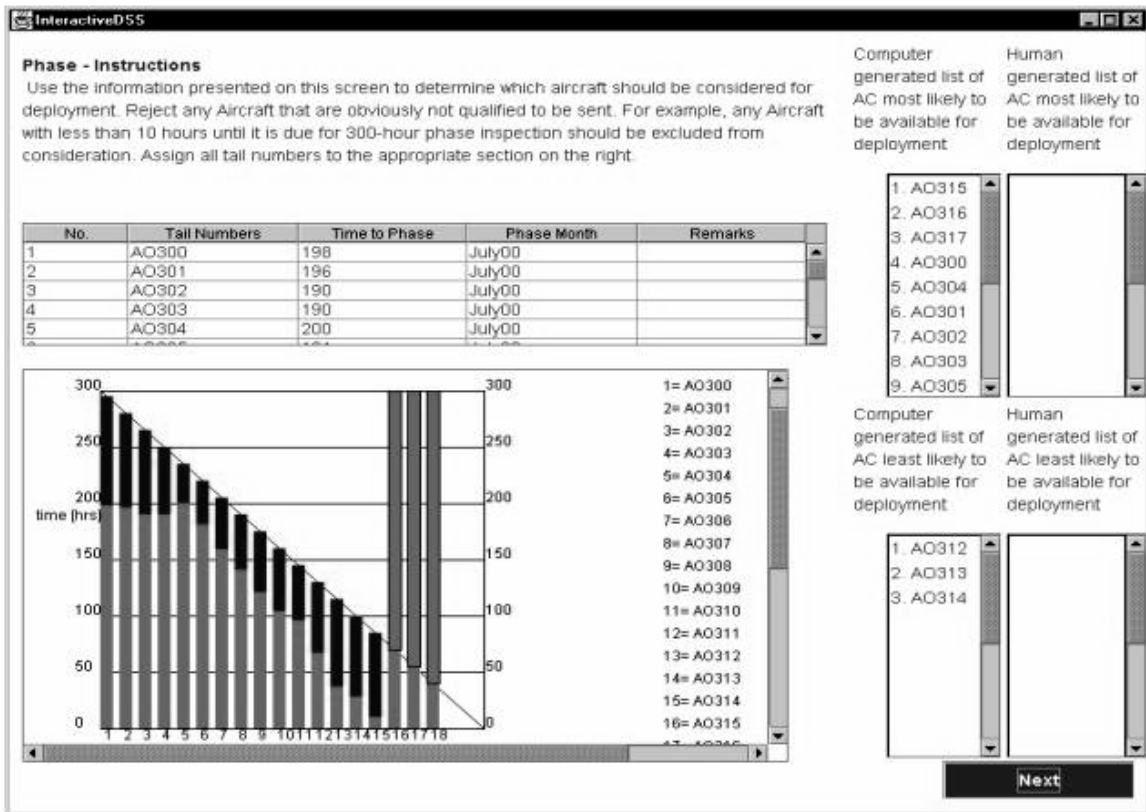 InteractiveDSS
Phase - Instructions
Use the information presented on this screen to determine which aircraft should be considered for
deployment. Reject any Aircraft that are obviously not qualified to be sent. For example, any Aircraft
with less than 10 hours until it is due for 300-hour phase inspection should be excluded from
consideration. Assign all tail numbers to the appropriate section on the right.
No. Tail Numbers Time to Phase Phase Month Remarks
1 AO300 198 July00
2 AO301 196 July00
3 AO302 190 July00
4 AO303 190 July00
5 AO304 200 July00
300
250
200
time [hrs]
150
100
50
0
300
250
200
150
100
50
0
1 2 3 4 5 6 7 8 9 10 11 12 13 14 15 16 17 18
1= AO300
2= AO301
3= AO302
4= AO303
5= AO304
6= AO305
7= AO306
8= AO307
9= AO308
10= AO309
11= AO310
12= AO311
13= AO312
14= AO313
15= AO314
16= AO315
Computer
generated list of
AC most likely to
be available for
deployment
1. AO315
2. AO316
3. AO317
4. AO300
5. AO304
6. AO301
7. AO302
8. AO303
9. AO305
Human
generated list of
AC most likely to
be available for
deployment
Computer
generated list of
AC least likely to
be available for
deployment
1. AO312
2. AO313
3. AO314
Human
generated list of
AC least likely to
be available for
deployment
Next